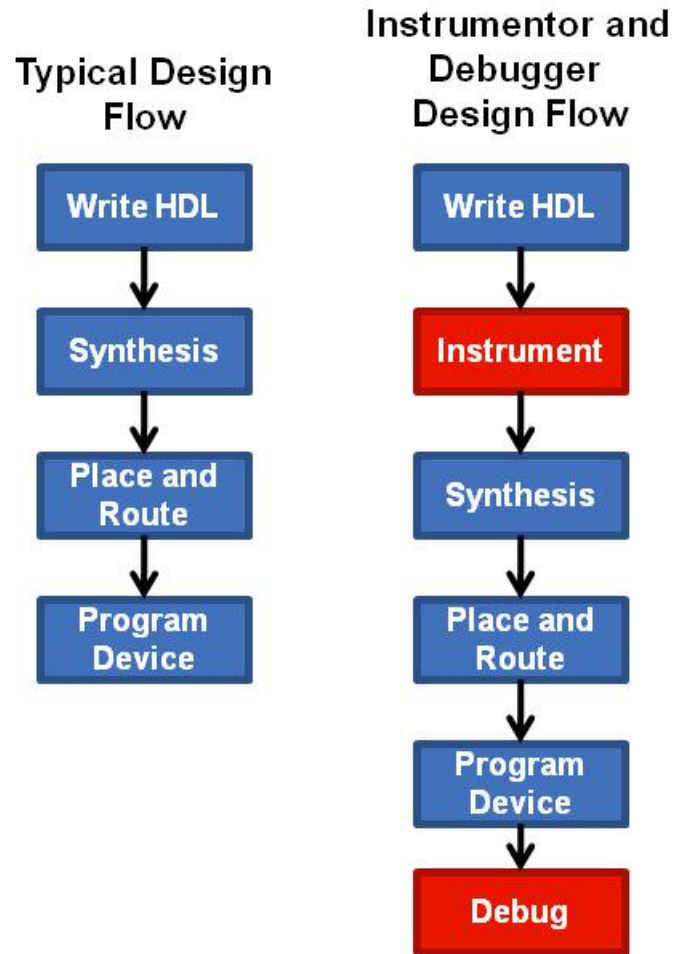 Typical Design
Flow
Write HDL
Synthesis
Place and
Route
Program
Device
Instrumentor and
Debugger
Design Flow
Write HDL
Instrument
Synthesis
Place and
Route
Program
Device
Debug